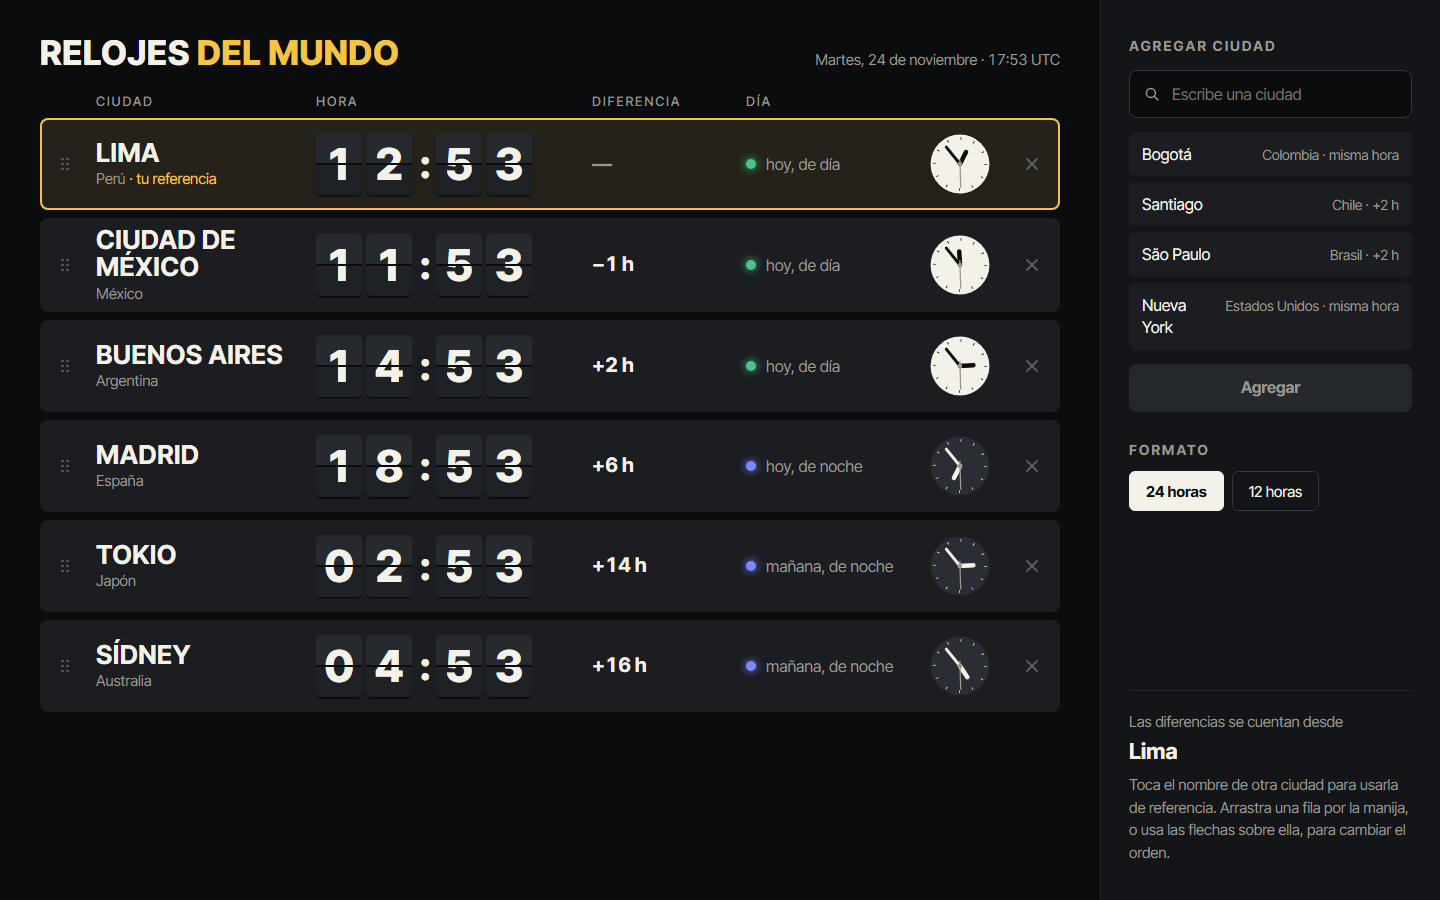 RELOJES DEL MUNDO
Martes, 24 de noviembre · 17:53 UTC
CIUDAD HORA DIFERENCIA DÍA
LIMA
Perú · tu referencia
12:53
—
hoy, de día
CIUDAD DE
MÉXICO
México
11:53
−1 h
hoy, de día
BUENOS AIRES
Argentina
14:53
+2 h
hoy, de día
MADRID
España
18:53
+6 h
hoy, de noche
TOKIO
Japón
02:53
+14 h
mañana, de noche
SÍDNEY
Australia
04:53
+16 h
mañana, de noche
AGREGAR CIUDAD
Escribe una ciudad
Bogotá Colombia · misma hora
Santiago Chile · +2 h
São Paulo Brasil · +2 h
Nueva Estados Unidos · misma hora
York
Agregar
FORMATO
24 horas 12 horas
Las diferencias se cuentan desde
Lima
Toca el nombre de otra ciudad para usarla
de referencia. Arrastra una fila por la manija,
o usa las flechas sobre ella, para cambiar el
orden.